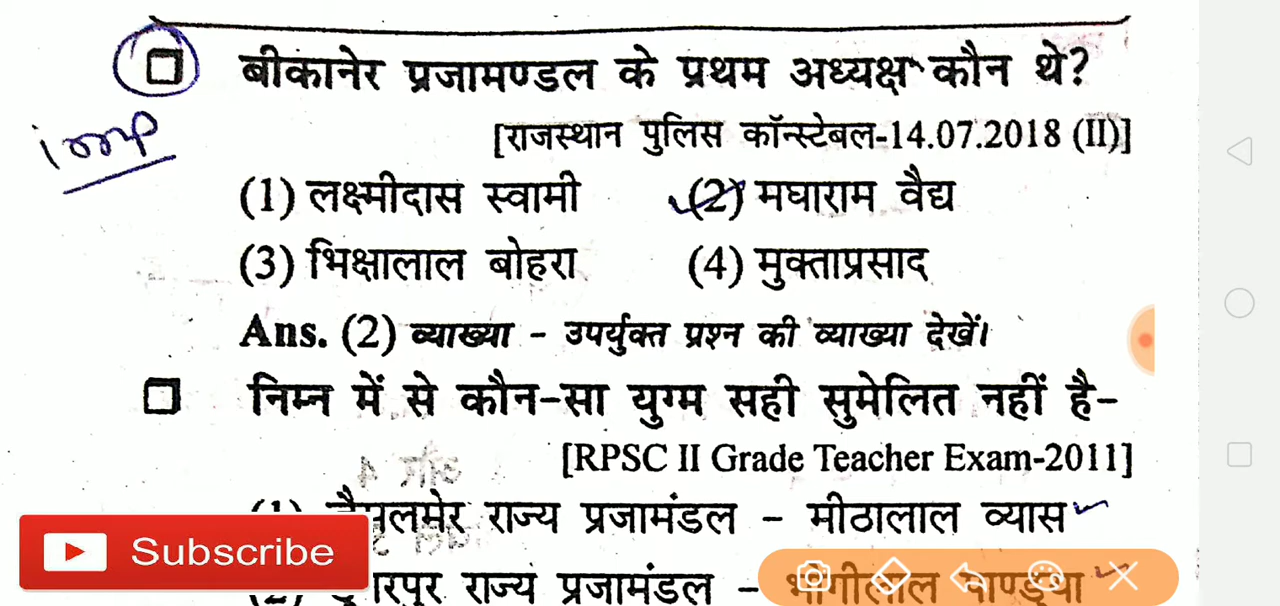 बीकानेर प्रजामण्डल के प्रथम अध्यक्ष कौन थे?
imp
[राजस्थान पुलिस कॉन्स्टेबल-14.07.2018 (II)]
(1) लक्ष्मीदास स्वामी (2) मघाराम वैद्य
(3) भिक्षालाल बोहरा (4) मुक्ताप्रसाद
Ans. (2) व्याख्या - उपर्युक्त प्रश्न की व्याख्या देखें।
निम्न में से कौन-सा युग्म सही सुमेलित नहीं है-
[RPSC II Grade Teacher Exam-2011]
राज्य प्रजामंडल - मीठालाल व्यास
Subscribe
राज्य प्रजामंडल - भोगीलाल पाण्ड्या